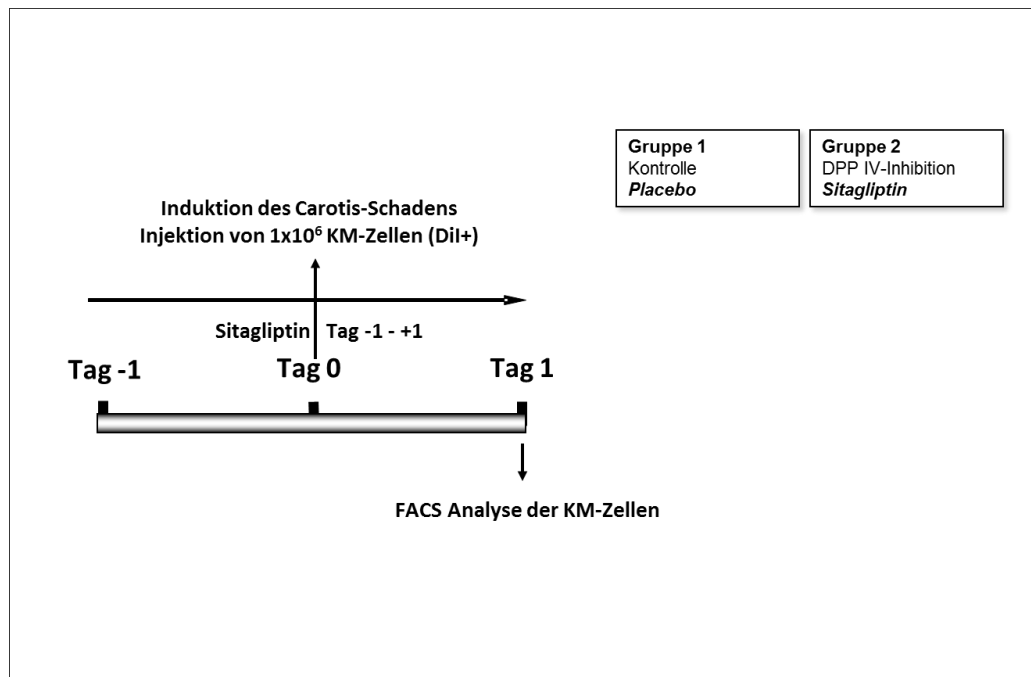 Gruppe 1
Kontrolle
Placebo
Gruppe 2
DPP IV-Inhibition
Sitagliptin
Induktion des Carotis-Schadens
Injektion von 1x10⁶ KM-Zellen (DiI+)
Sitagliptin Tag -1 - +1
Tag -1 Tag 0 Tag 1
FACS Analyse der KM-Zellen